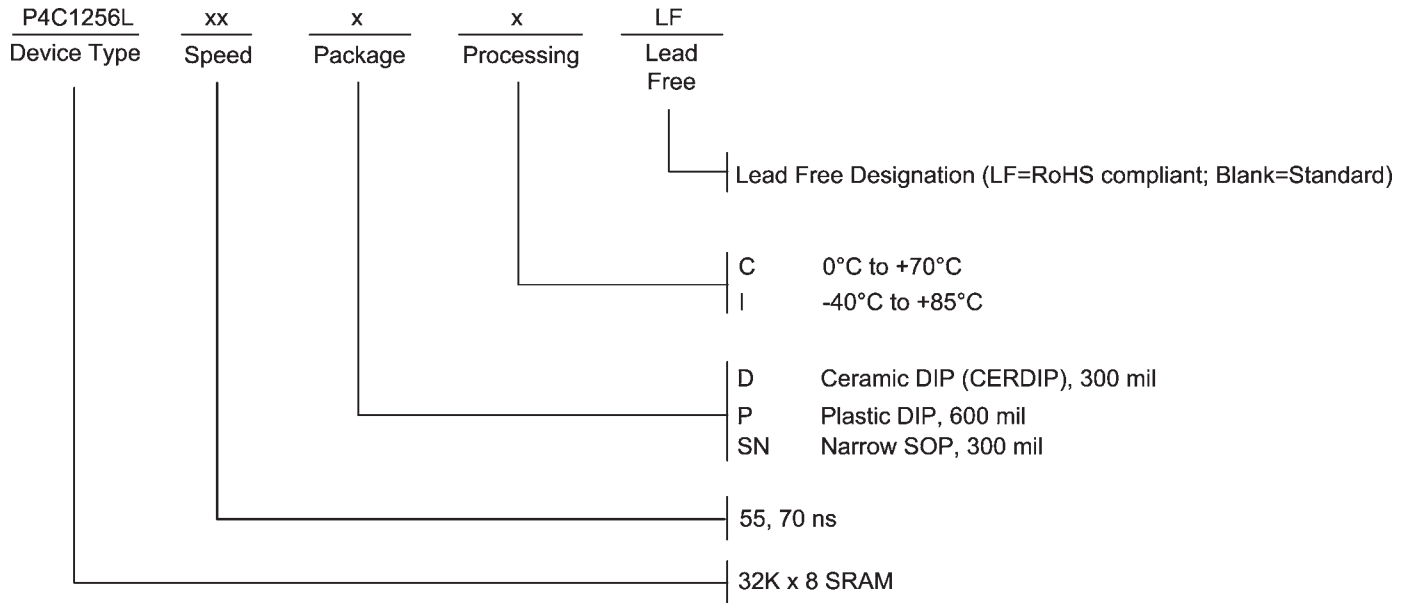 P4C1256L xx x x LF
Device Type Speed Package Processing Lead
Free
Lead Free Designation (LF=RoHS compliant; Blank=Standard)
C 0°C to +70°C
I -40°C to +85°C
D Ceramic DIP (CERDIP), 300 mil
P Plastic DIP, 600 mil
SN Narrow SOP, 300 mil
55, 70 ns
32K x 8 SRAM